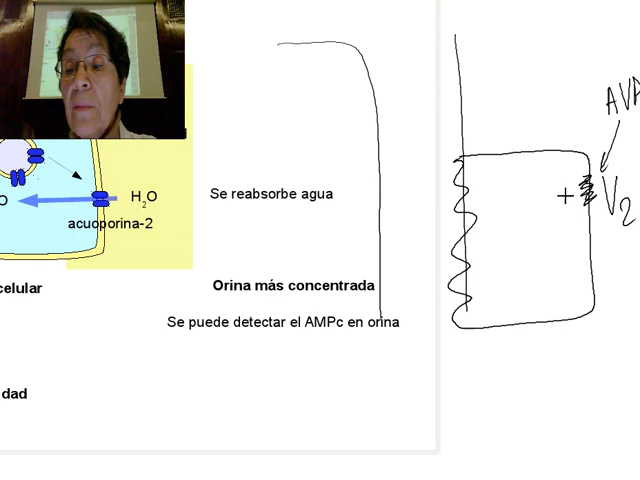 AVP
V2
+
O
H2O
acuoporina-2
Se reabsorbe agua
celular
Orina más concentrada
Se puede detectar el AMPc en orina
dad